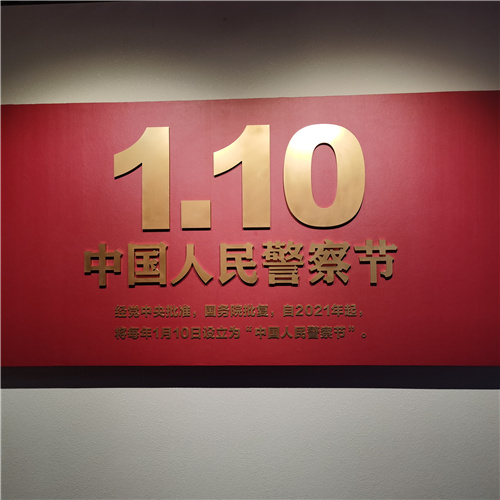 1.10
中国人民警察节
经党中央批准，国务院批复，自2021年起，
将每年1月10日设立为“中国人民警察节”。